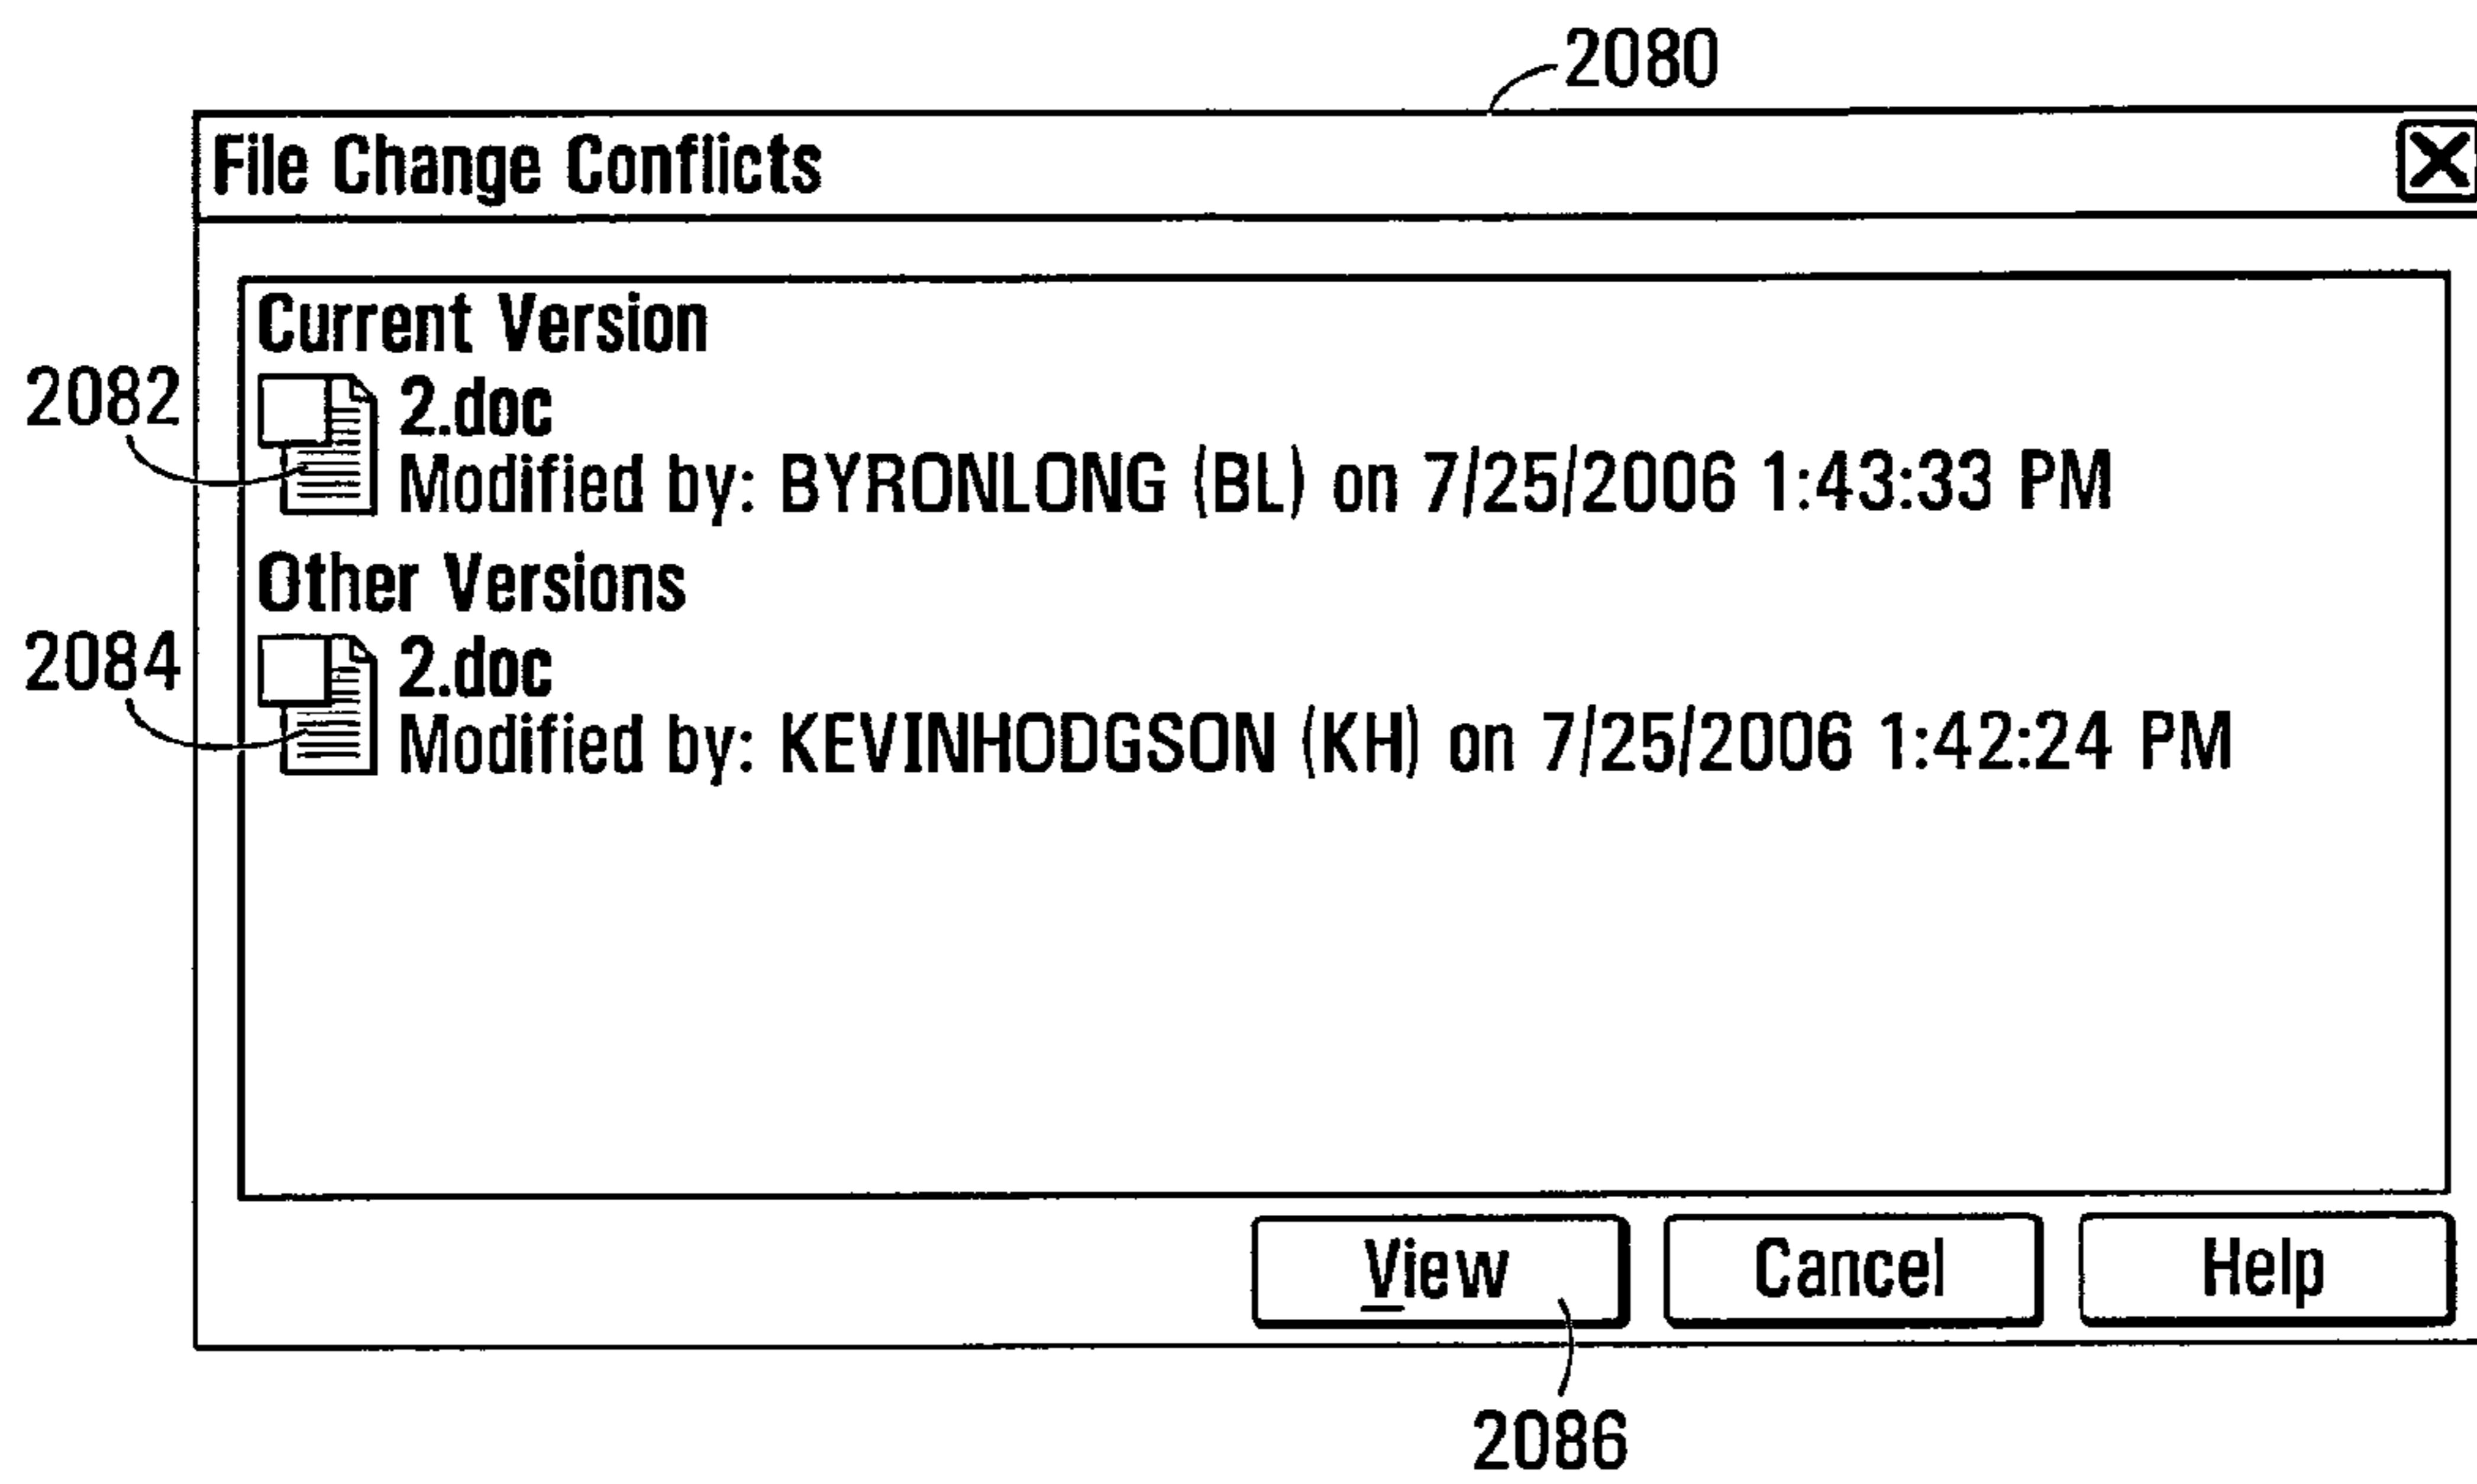 2080
File Change Conflicts
Current Version
2082
2.doc
Modified by: BYRONLONG (BL) on 7/25/2006 1:43:33 PM
Other Versions
2084
2.doc
Modified by: KEVINHODGSON (KH) on 7/25/2006 1:42:24 PM
View Cancel Help
2086